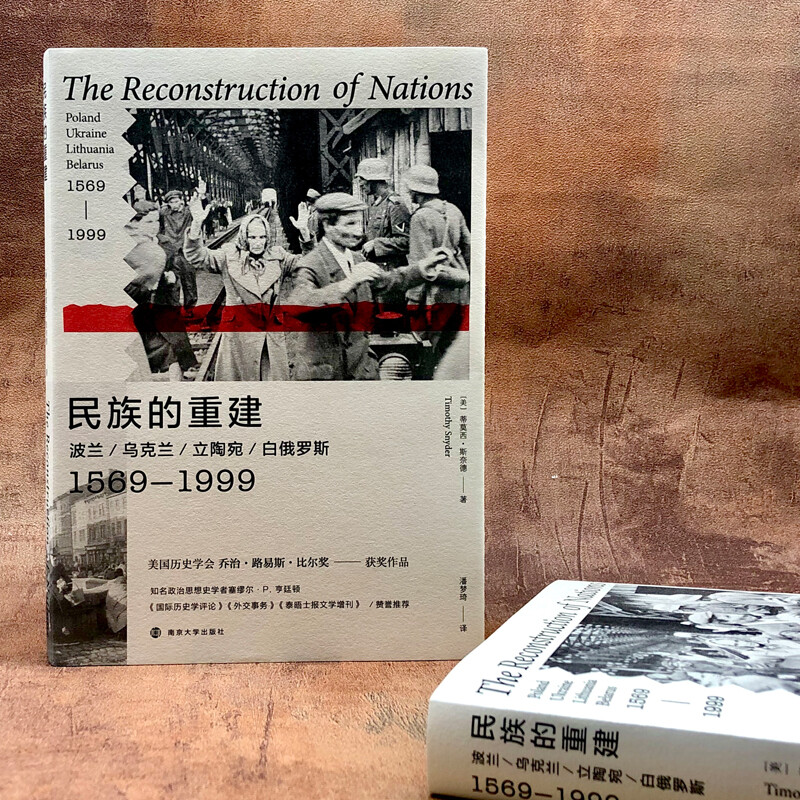 The Reconstruction of Nations
Poland
Ukraine
Lithuania
Belarus
1569
—
1999
民族的重建
波兰/乌克兰/立陶宛/白俄罗斯
1569—1999
〔美〕蒂莫西·斯奈德——著
Timothy Snyder
美国历史学会 乔治·路易斯·比尔奖 —— 获奖作品
知名政治思想史学者塞缪尔·P. 亨廷顿
《国际历史学评论》《外交事务》《泰晤士报文学增刊》 / 赞誉推荐
潘梦琦——译
南京大学出版社
The Reconstruction of Nations
Poland
Ukraine
Lithuania
Belarus
1569
—
1999
民族的重建
波兰/乌克兰/立陶宛/白俄罗斯
1569—1999